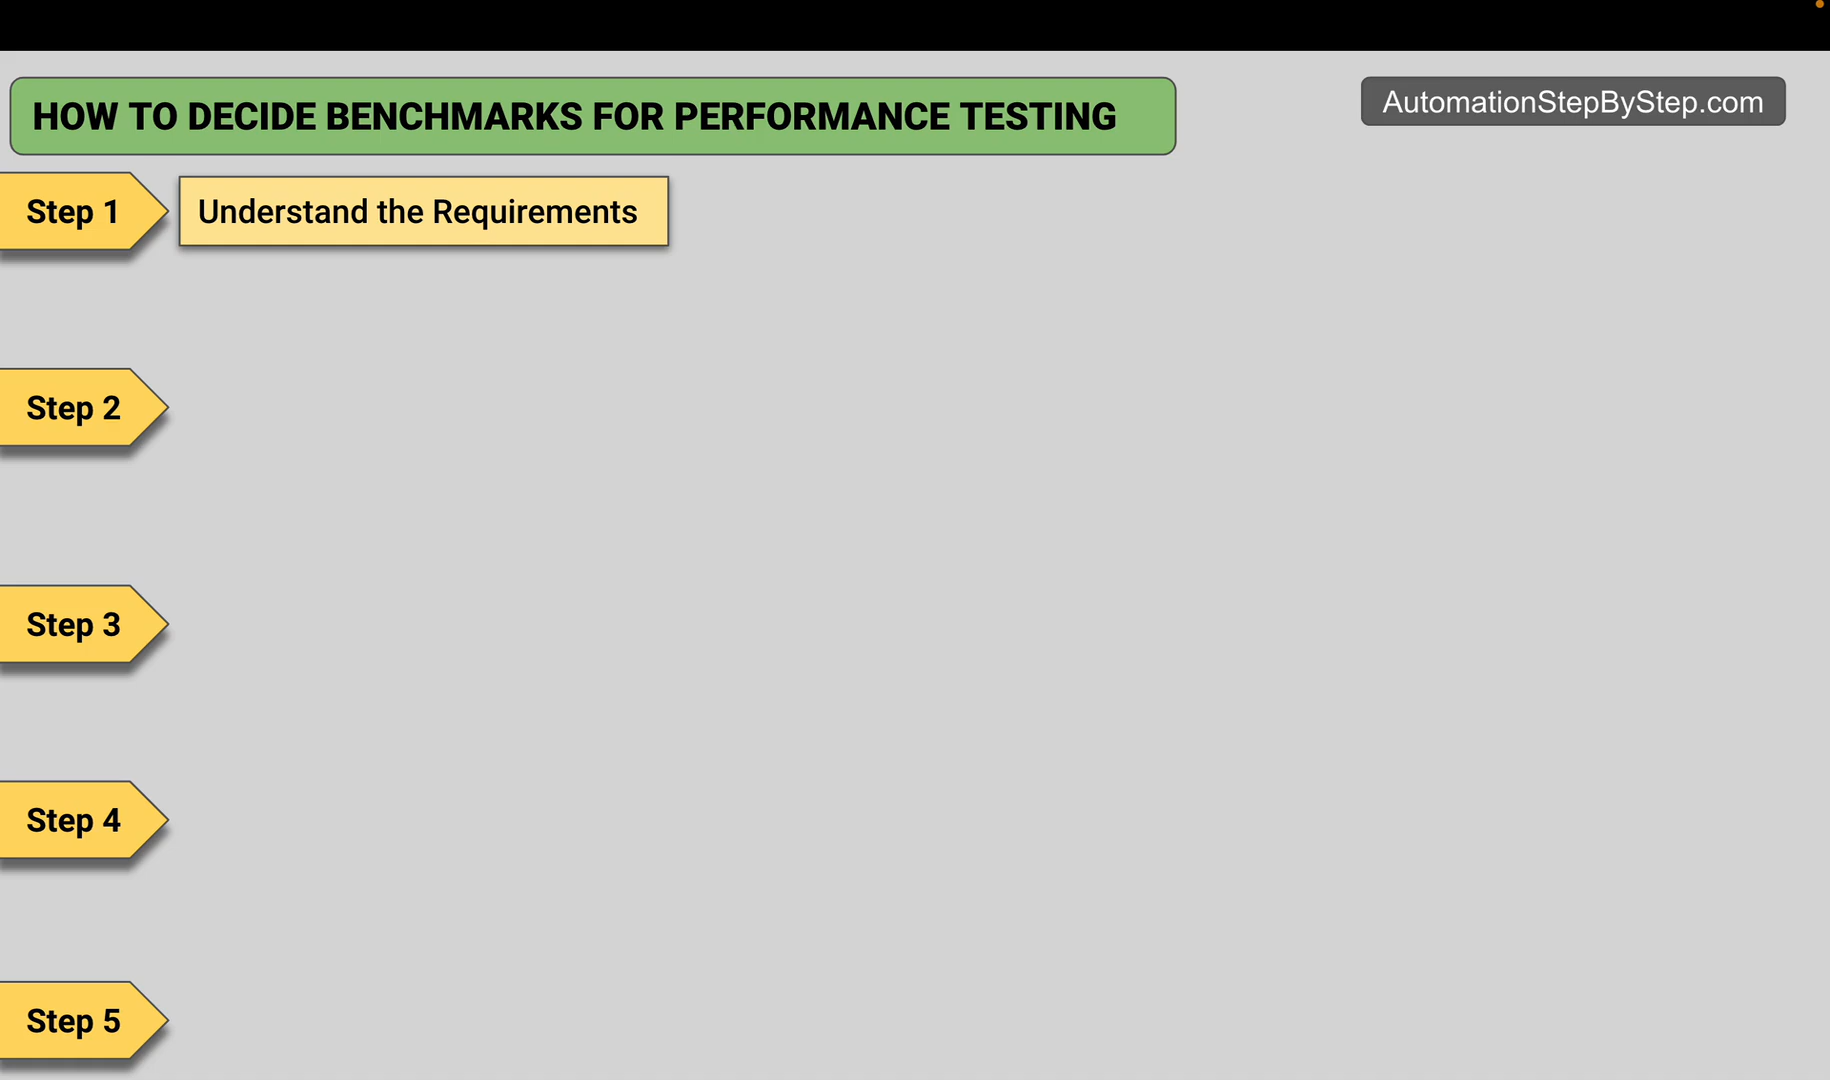 HOW TO DECIDE BENCHMARKS FOR PERFORMANCE TESTING
AutomationStepByStep.com
Step 1
Understand the Requirements
Step 2
Step 3
Step 4
Step 5